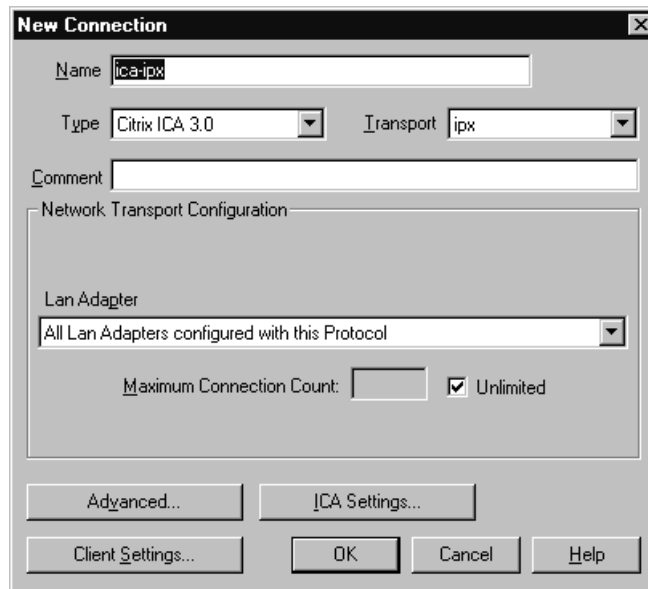 New Connection
Name ica-ipx
Type Citrix ICA 3.0 Transport ipx
Comment
Network Transport Configuration
Lan Adapter
All Lan Adapters configured with this Protocol
Maximum Connection Count: Unlimited
Advanced... ICA Settings...
Client Settings... OK Cancel Help